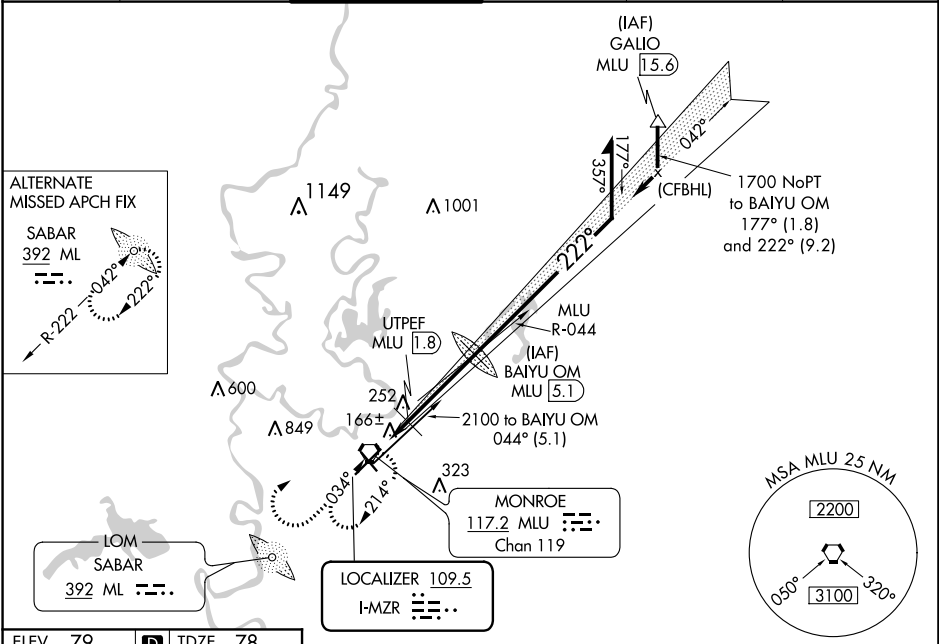 (IAF)
GALIO
MLU 15.6
042°
177°
357°
(CFBHL)
1700 NoPT
to BAIYU OM
177° (1.8)
and 222° (9.2)
222°
ALTERNATE
MISSED APCH FIX
SABAR
392 ML
042°
222°
R-222
1149
1001
MLU
R-044
UTPEF
MLU 1.8
(IAF)
BAIYU OM
MLU 5.1
600
252
849
166±
2100 to BAIYU OM
044° (5.1)
323
034°
214°
MONROE
117.2 MLU
Chan 119
LOM
SABAR
392 ML
LOCALIZER 109.5
I-MZR
MSA MLU 25 NM
2200
050°
320°
3100
ELEV 79
D
TDZE 78